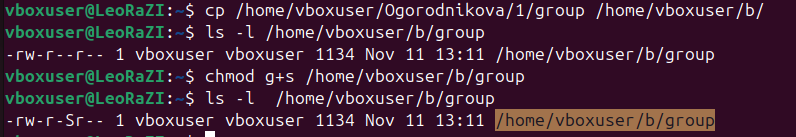 vboxuser@LeoRaZI:~$ cp /home/vboxuser/Ogorodnikova/1/group /home/vboxuser/b/
vboxuser@LeoRaZI:~$ ls -l /home/vboxuser/b/group
-rw-r--r-- 1 vboxuser vboxuser 1134 Nov 11 13:11 /home/vboxuser/b/group
vboxuser@LeoRaZI:~$ chmod g+s /home/vboxuser/b/group
vboxuser@LeoRaZI:~$ ls -l  /home/vboxuser/b/group
-rw-r-Sr-- 1 vboxuser vboxuser 1134 Nov 11 13:11 /home/vboxuser/b/group